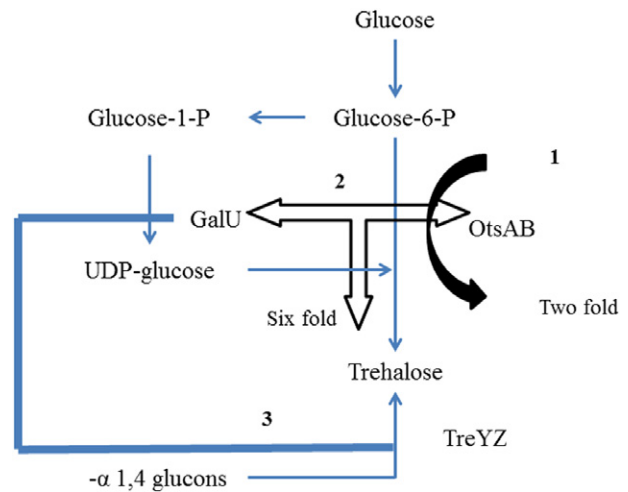 Glucose
Glucose-1-P
Glucose-6-P
1
2
GalU
OtsAB
UDP-glucose
Six fold
Two fold
Trehalose
3
TreYZ
-α 1,4 glucons